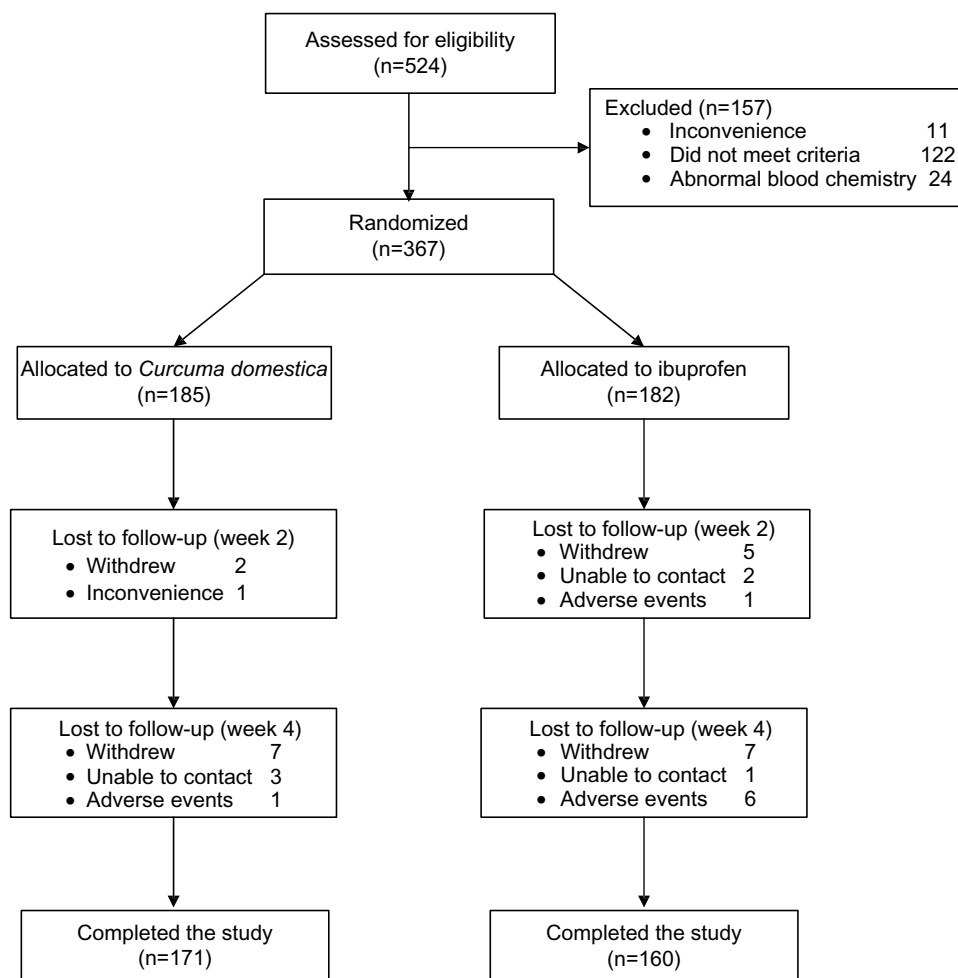 Assessed for eligibility
(n=524)
Excluded (n=157)
• Inconvenience 11
• Did not meet criteria 122
• Abnormal blood chemistry 24
Randomized
(n=367)
Allocated to Curcuma domestica
(n=185)
Allocated to ibuprofen
(n=182)
Lost to follow-up (week 2)
• Withdrew 2
• Inconvenience 1
Lost to follow-up (week 2)
• Withdrew 5
• Unable to contact 2
• Adverse events 1
Lost to follow-up (week 4)
• Withdrew 7
• Unable to contact 3
• Adverse events 1
Lost to follow-up (week 4)
• Withdrew 7
• Unable to contact 1
• Adverse events 6
Completed the study
(n=171)
Completed the study
(n=160)